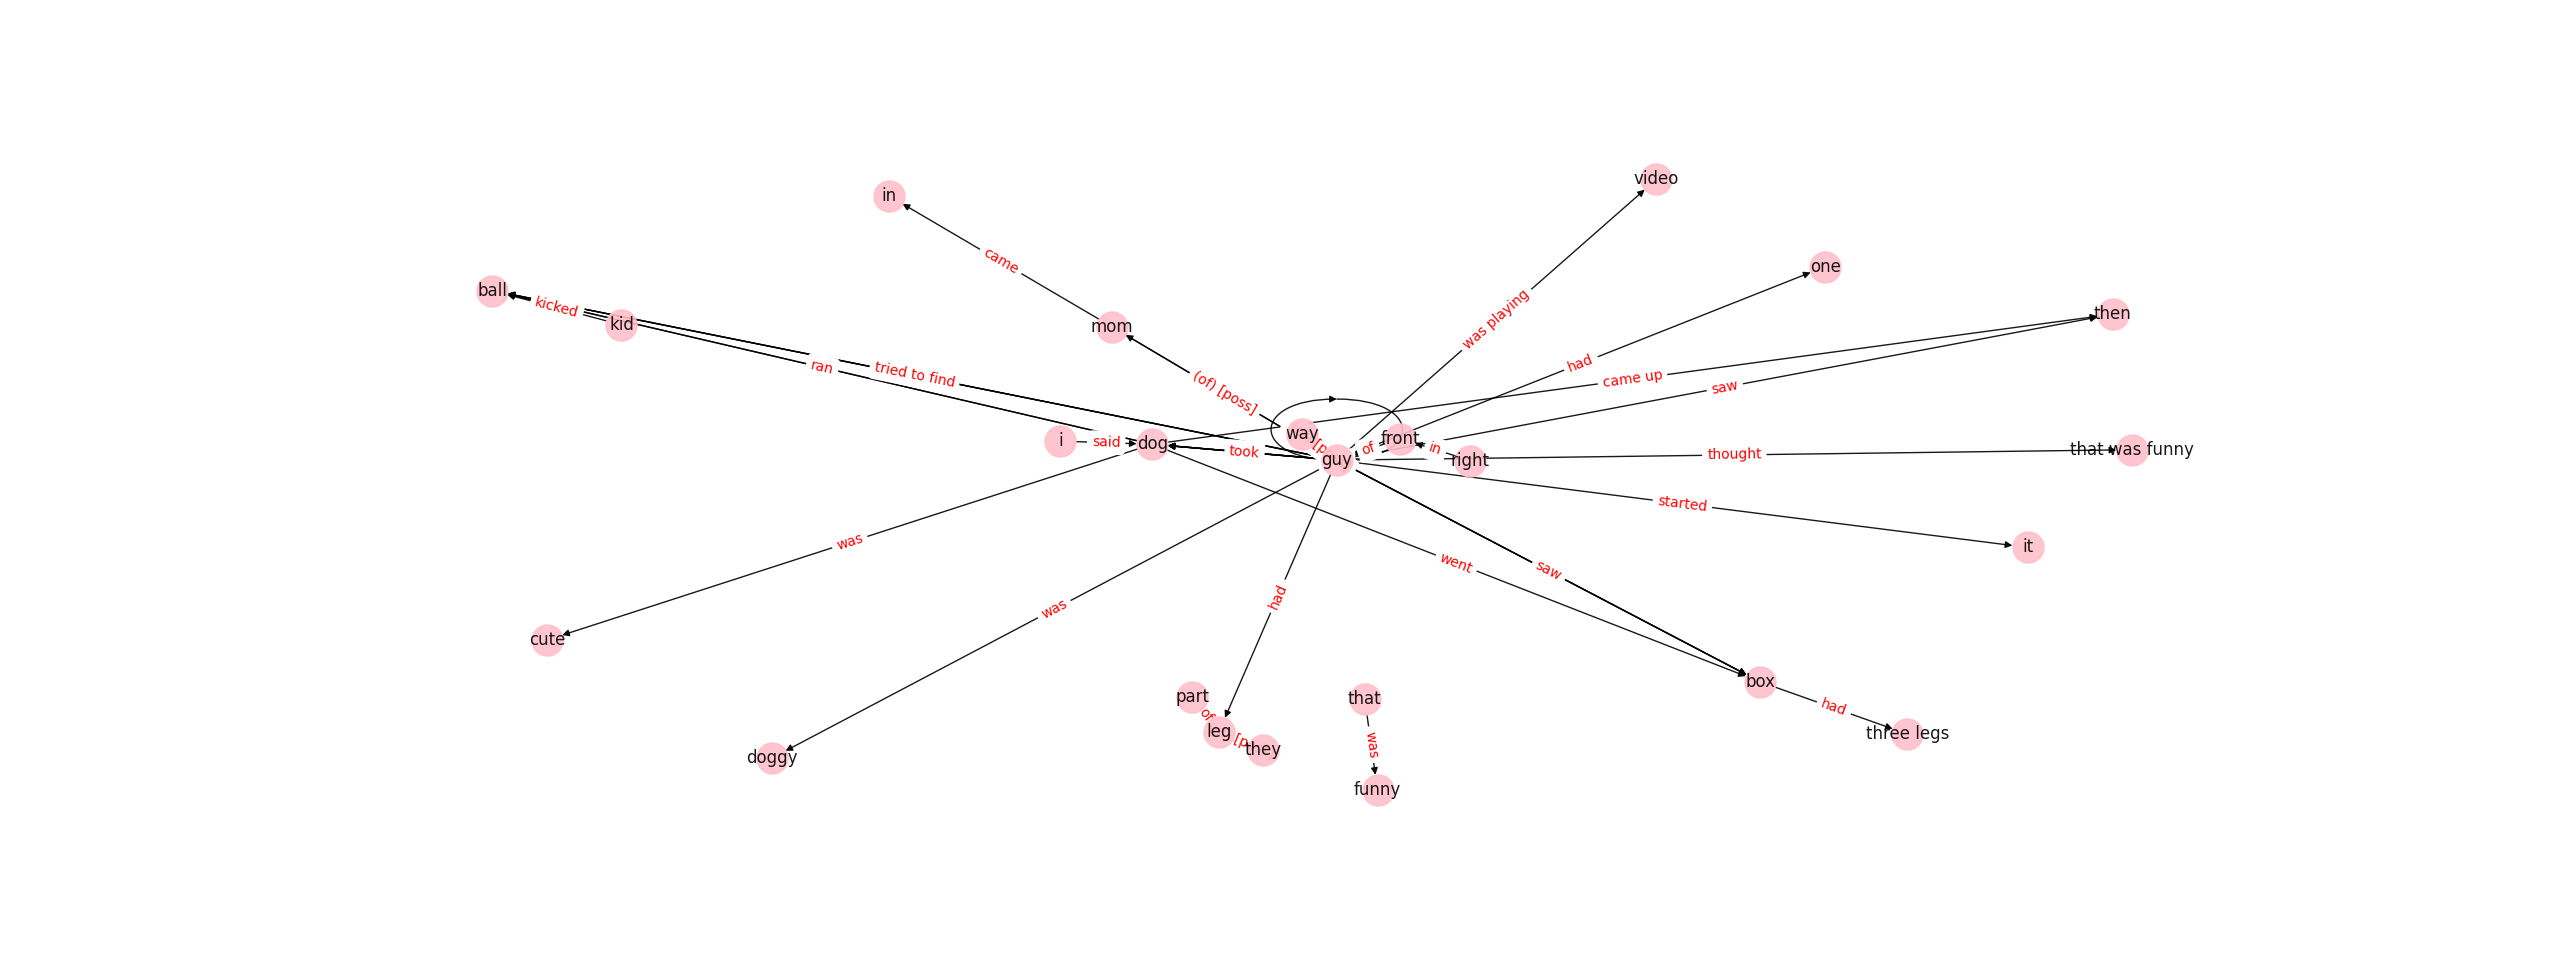 video
in
came
one
ball
kicked
kid
mom
was playing
then
ran
tried to find
(of) [poss]
had
came up
saw
i
said
dog
took
way
of
front
in
guy
right
thought
that was funny
started
it
was
went
saw
was
had
cute
part
of
that
box
had
leg
they
was
three legs
doggy
funny